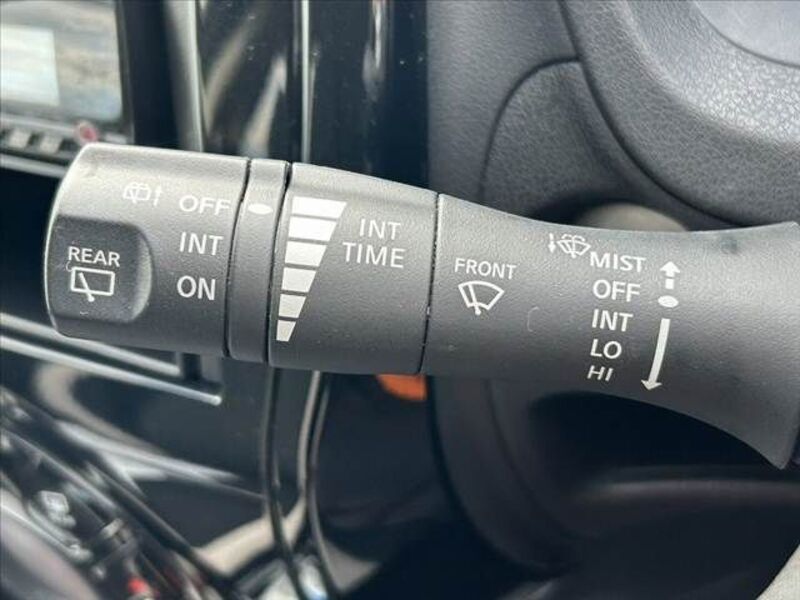 REAR
OFF
INT
ON
INT
TIME
FRONT
MIST
OFF
INT
LO
HI